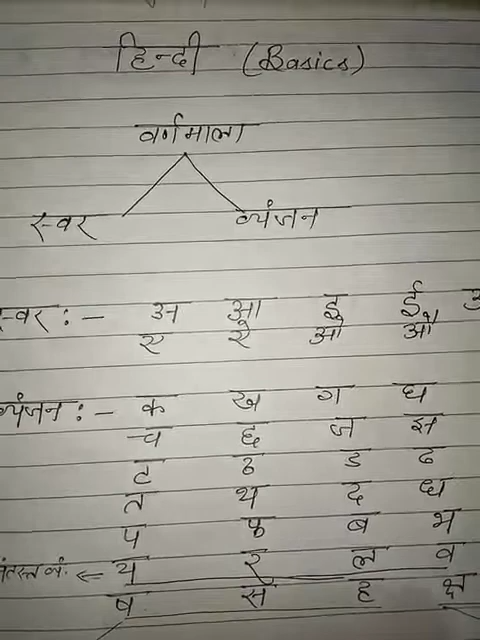 हिन्दी (Basics)
वर्णमाला
स्वर व्यंजन
स्वर : - अ आ इ ई
ए ऐ ओ औ
व्यंजन : - क ख ग घ
च छ ज झ
ट ठ ड ढ
त थ द ध
प फ ब भ
य र ल व
ष स ह क्ष